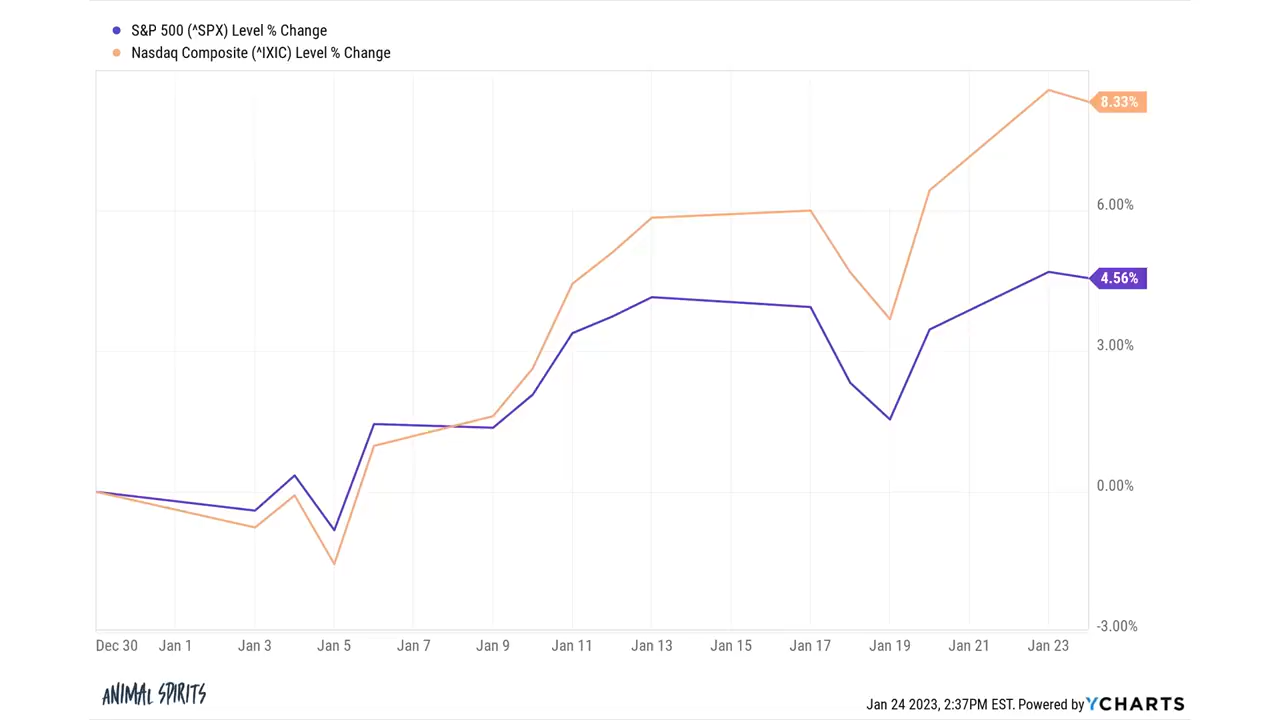 S&P 500 (^SPX) Level % Change
Nasdaq Composite (^IXIC) Level % Change
8.33%
6.00%
4.56%
3.00%
0.00%
-3.00%
Dec 30 Jan 1 Jan 3 Jan 5 Jan 7 Jan 9 Jan 11 Jan 13 Jan 15 Jan 17 Jan 19 Jan 21 Jan 23
ANIMAL SPIRITS
Jan 24 2023, 2:37PM EST. Powered by YCHARTS